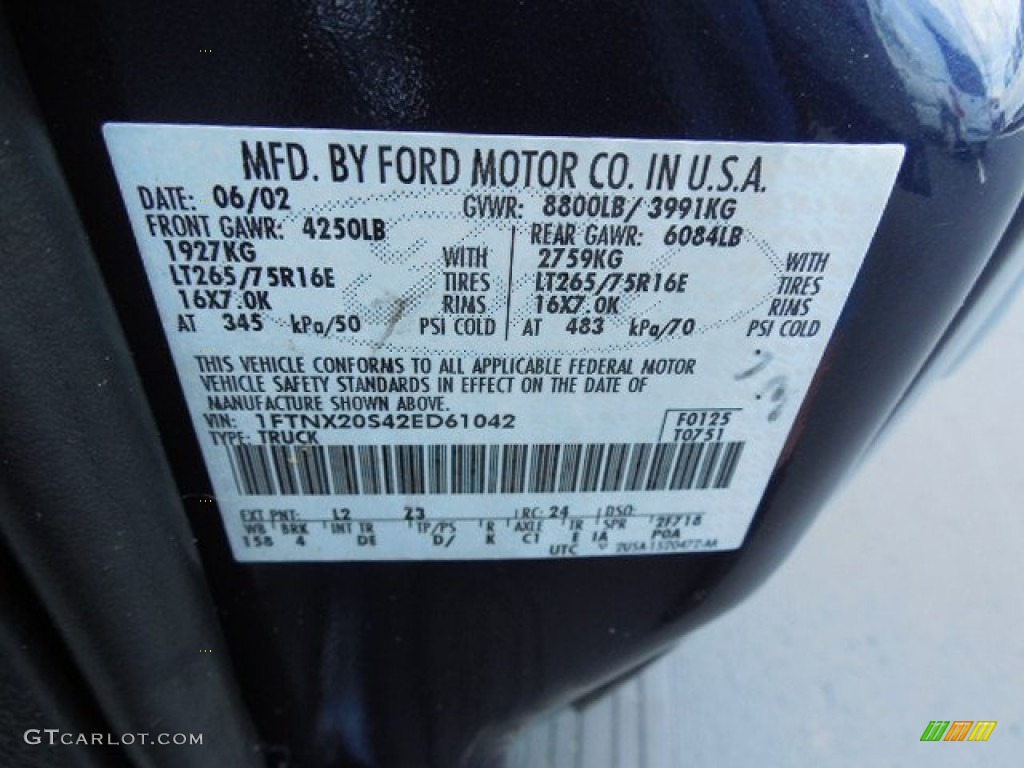 MFD. BY FORD MOTOR CO. IN U.S.A.
DATE: 06/02 GVWR: 8800LB/ 3991KG
FRONT GAWR: 4250LB REAR GAWR: 6084LB
1927KG WITH 2759KG WITH
LT265/75R16E TIRES LT265/75R16E TIRES
16X7.0K RIMS 16X7.0K RIMS
AT 345 kPa/50 PSI COLD AT 483 kPa/70 PSI COLD
THIS VEHICLE CONFORMS TO ALL APPLICABLE FEDERAL MOTOR
VEHICLE SAFETY STANDARDS IN EFFECT ON THE DATE OF
MANUFACTURE SHOWN ABOVE.
VIN: 1FTNX20S42ED61042 F0125
TYPE: TRUCK T0751
EXT PNT: L2 Z3 RC: 24 DSO:
WB BRK INT TR TP/PS R AXLE TR SPR 2F718
158 4 DE D/ K C1 E 1A POA
UTC
GTCARLOT.COM